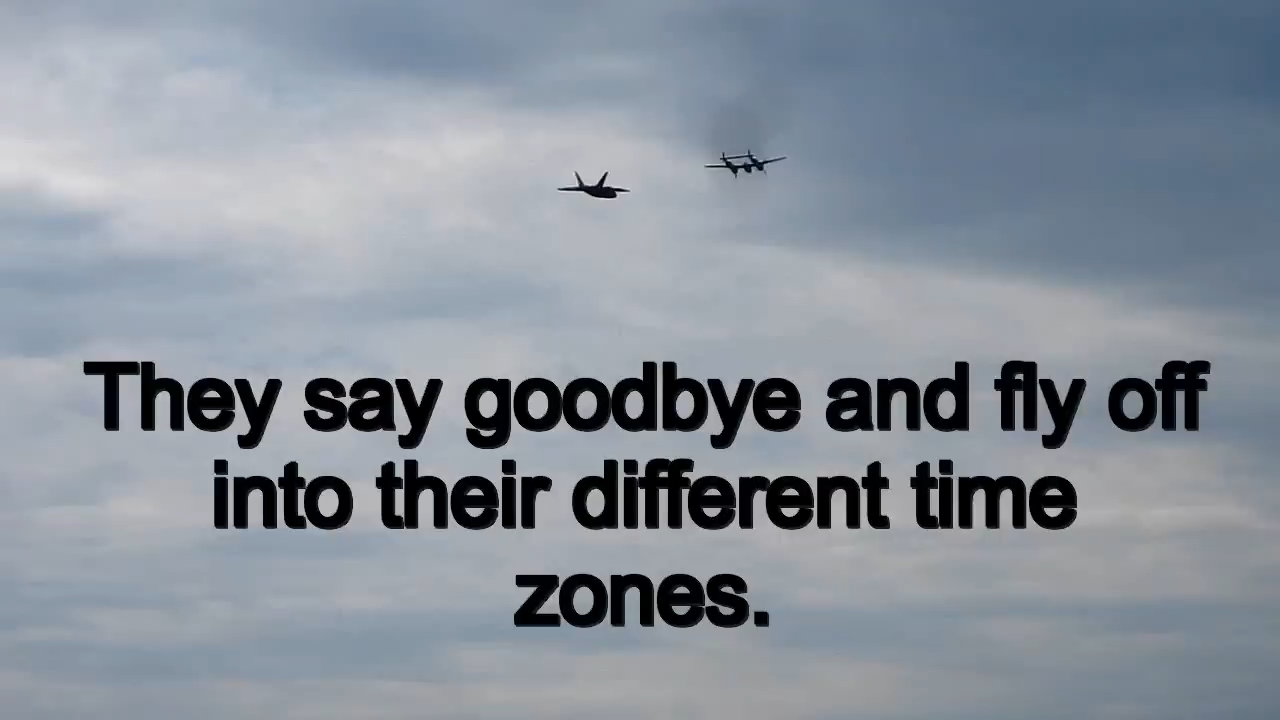 They say goodbye and fly off
into their different time
zones.